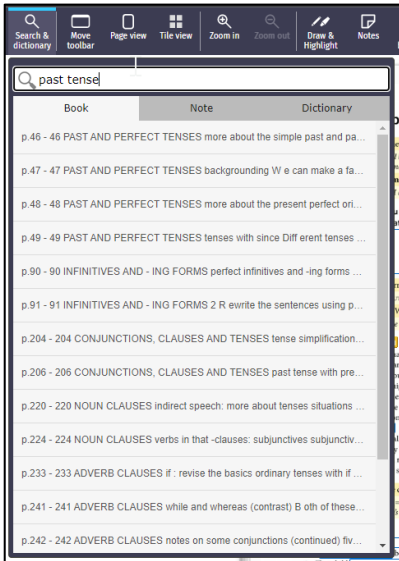 Search & dictionary
Move toolbar
Page view
Tile view
Zoom in
Zoom out
Draw & Highlight
Notes
past tense
Book
Note
Dictionary
p.46 - 46 PAST AND PERFECT TENSES more about the simple past and pa...
p.47 - 47 PAST AND PERFECT TENSES backgrounding W e can make a fa...
p.48 - 48 PAST AND PERFECT TENSES more about the present perfect ori...
p.49 - 49 PAST AND PERFECT TENSES tenses with since Diff erent tenses ...
p.90 - 90 INFINITIVES AND - ING FORMS perfect infinitives and -ing forms ...
p.91 - 91 INFINITIVES AND - ING FORMS 2 R ewrite the sentences using p...
p.204 - 204 CONJUNCTIONS, CLAUSES AND TENSES tense simplification...
p.206 - 206 CONJUNCTIONS, CLAUSES AND TENSES past tense with pre...
p.220 - 220 NOUN CLAUSES indirect speech: more about tenses situations ...
p.224 - 224 NOUN CLAUSES verbs in that -clauses: subjunctives subjunctiv...
p.233 - 233 ADVERB CLAUSES if : revise the basics ordinary tenses with if ...
p.241 - 241 ADVERB CLAUSES while and whereas (contrast) B oth of these...
p.242 - 242 ADVERB CLAUSES notes on some conjunctions (continued) fiv...